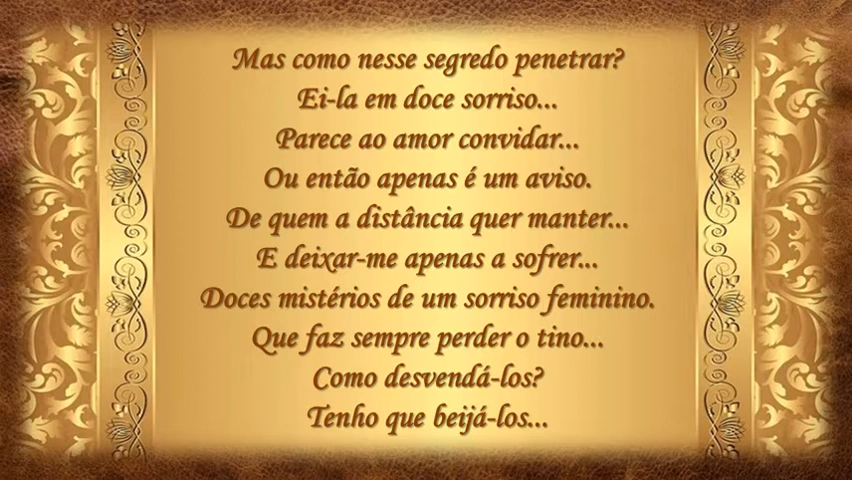 Mas como nesse segredo penetrar?
Ei-la em doce sorriso...
Parece ao amor convidar...
Ou então apenas é um aviso.
De quem a distância quer manter...
E deixar-me apenas a sofrer...
Doces mistérios de um sorriso feminino.
Que faz sempre perder o tino...
Como desvendá-los?
Tenho que beijá-los...